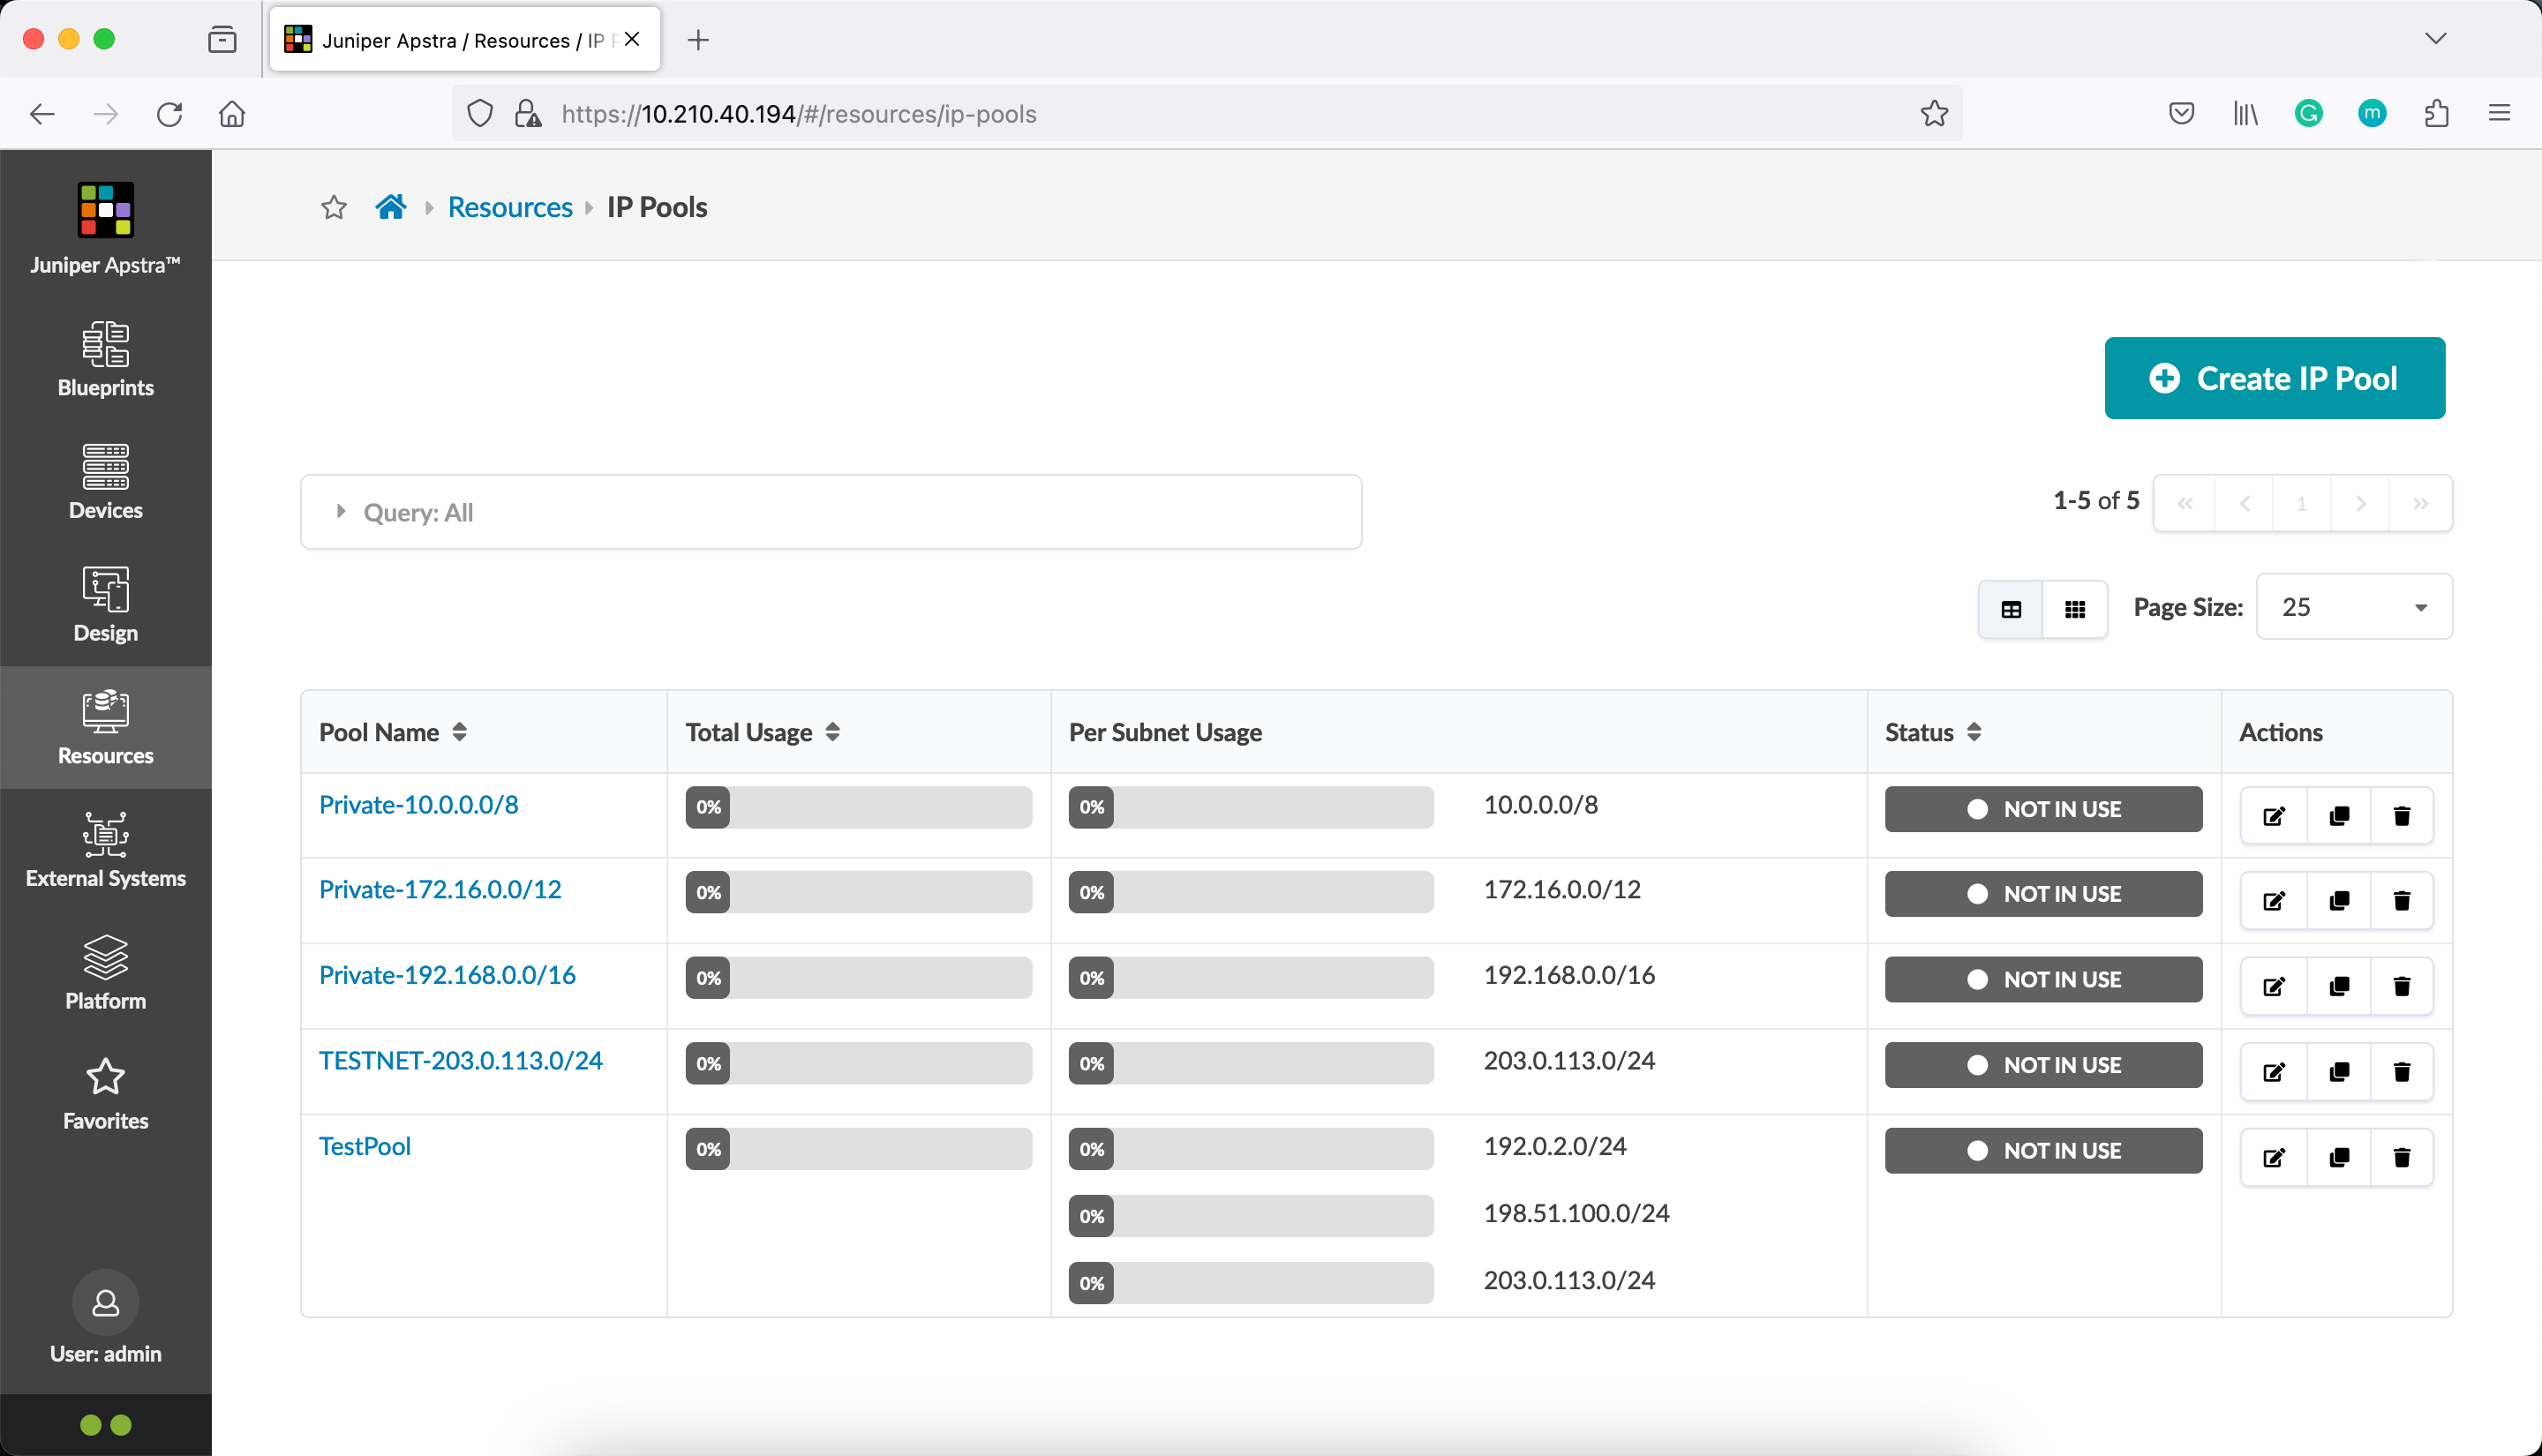 Juniper Apstra / Resources / IP
https://10.210.40.194/#/resources/ip-pools
Juniper Apstra™
Blueprints
Devices
Design
Resources
External Systems
Platform
Favorites
User: admin
Resources
IP Pools
Create IP Pool
Query: All
1-5 of 5
1
Page Size:
25
Pool Name
Total Usage
Per Subnet Usage
Status
Actions
Private-10.0.0.0/8
0%
0%
10.0.0.0/8
NOT IN USE
Private-172.16.0.0/12
0%
0%
172.16.0.0/12
NOT IN USE
Private-192.168.0.0/16
0%
0%
192.168.0.0/16
NOT IN USE
TESTNET-203.0.113.0/24
0%
0%
203.0.113.0/24
NOT IN USE
TestPool
0%
0%
192.0.2.0/24
NOT IN USE
0%
198.51.100.0/24
0%
203.0.113.0/24